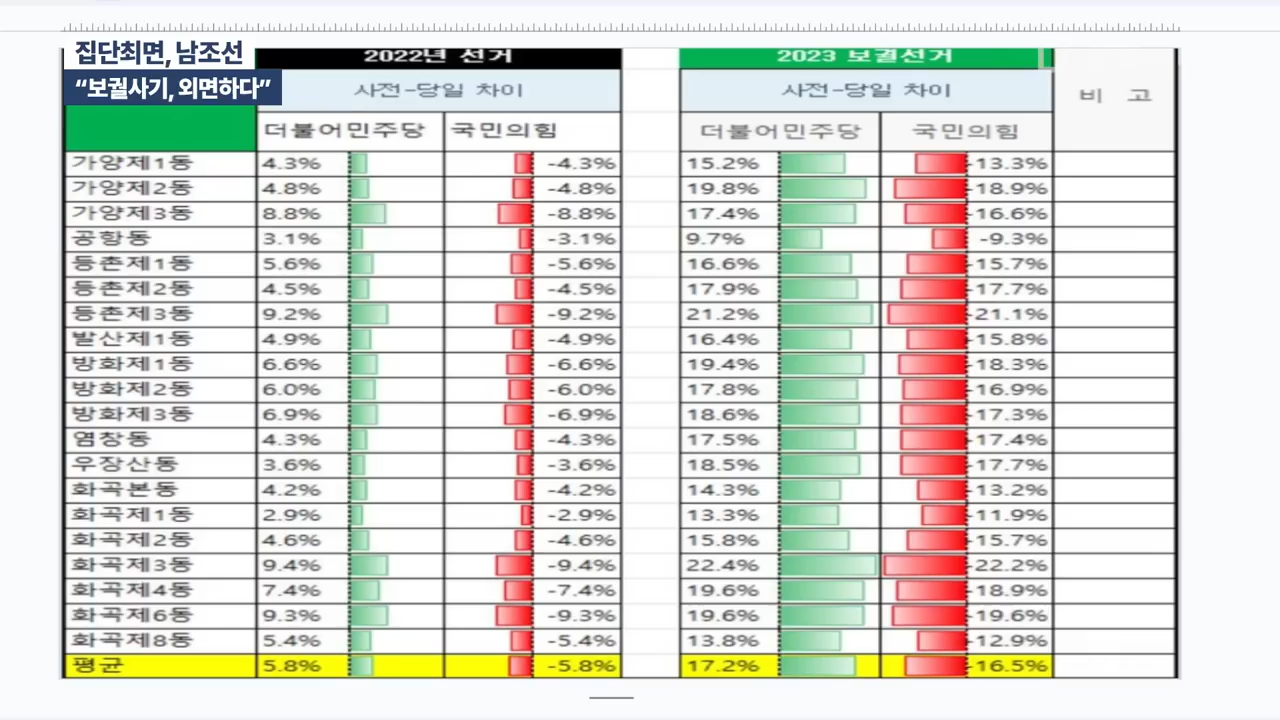 집단최면, 남조선
“보궐사기, 외면하다”
2022년 선거 2023 보결선거
사전-당일 차이 사전-당일 차이 비 고
더불어민주당 국민의힘 더불어민주당 국민의힘
가양제1동 4.3% -4.3% 15.2% -13.3%
가양제2동 4.8% -4.8% 19.8% -18.9%
가양제3동 8.8% -8.8% 17.4% -16.6%
공항동 3.1% -3.1% 9.7% -9.3%
등촌제1동 5.6% -5.6% 16.6% -15.7%
등촌제2동 4.5% -4.5% 17.9% -17.7%
등촌제3동 9.2% -9.2% 21.2% -21.1%
발산제1동 4.9% -4.9% 16.4% -15.8%
방화제1동 6.6% -6.6% 19.4% -18.3%
방화제2동 6.0% -6.0% 17.8% -16.9%
방화제3동 6.9% -6.9% 18.6% -17.3%
염창동 4.3% -4.3% 17.5% -17.4%
우장산동 3.6% -3.6% 18.5% -17.7%
화곡본동 4.2% -4.2% 14.3% -13.2%
화곡제1동 2.9% -2.9% 13.3% -11.9%
화곡제2동 4.6% -4.6% 15.8% -15.7%
화곡제3동 9.4% -9.4% 22.4% -22.2%
화곡제4동 7.4% -7.4% 19.6% -18.9%
화곡제6동 9.3% -9.3% 19.6% -19.6%
화곡제8동 5.4% -5.4% 13.8% -12.9%
평균 5.8% -5.8% 17.2% -16.5%